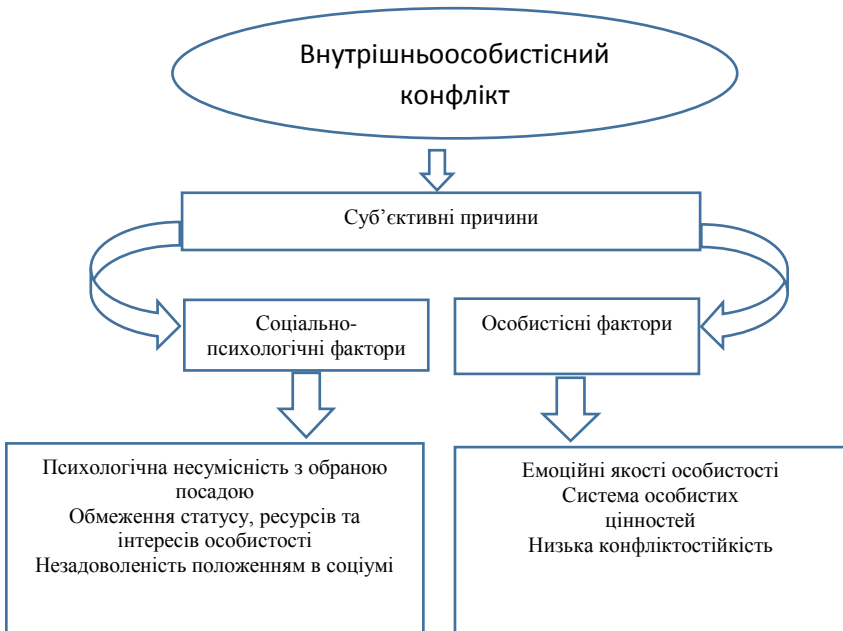 Внутрішньоособистісний
конфлікт
Суб’єктивні причини
Соціально-
психологічні фактори
Особистісні фактори
Психологічна несумісність з обраною
посадою
Обмеження статусу, ресурсів та
інтересів особистості
Незадоволеність положенням в соціумі
Емоційні якості особистості
Система особистих
цінностей
Низька конфліктостійкість